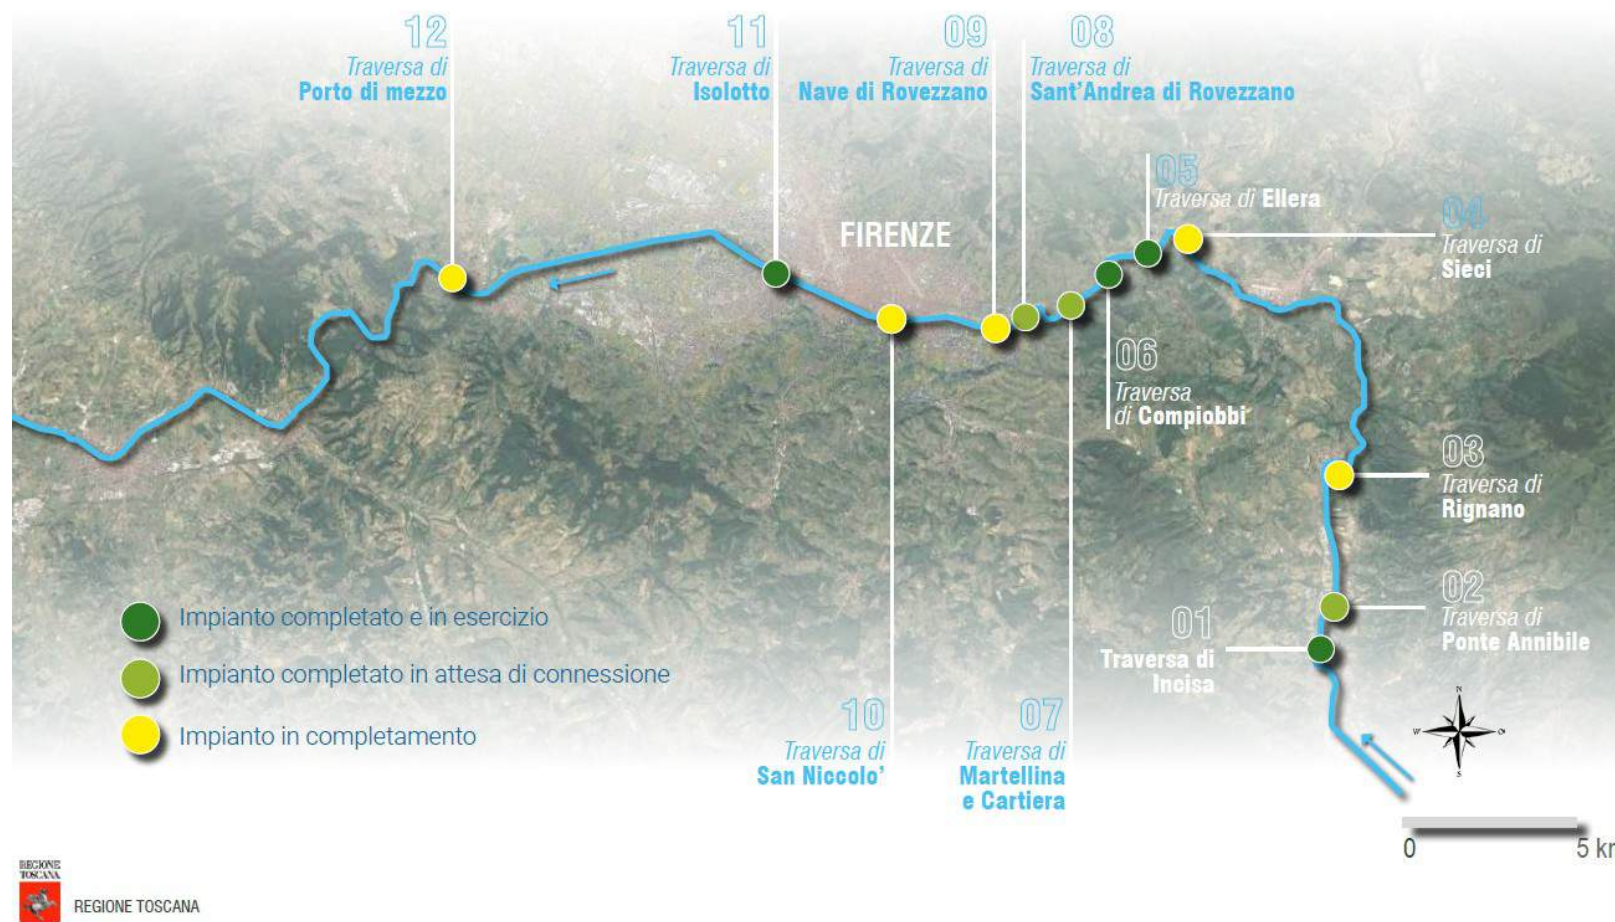 12
Traversa di
Porto di mezzo
11
Traversa di
Isolotto
09
Traversa di
Nave di Rovezzano
08
Traversa di
Sant'Andrea di Rovezzano
05
Traversa di Ellera
04
Traversa di
Sieci
FIRENZE
06
Traversa
di Compiobbi
03
Traversa di
Rignano
02
Traversa di
Ponte Annibile
01
Traversa di
Incisa
Impianto completato e in esercizio
Impianto completato in attesa di connessione
Impianto in completamento
10
Traversa di
San Niccolo'
07
Traversa di
Martellina
e Cartiera
N
W
S
0
5 k
REGIONE
TOSCANA
REGIONE TOSCANA